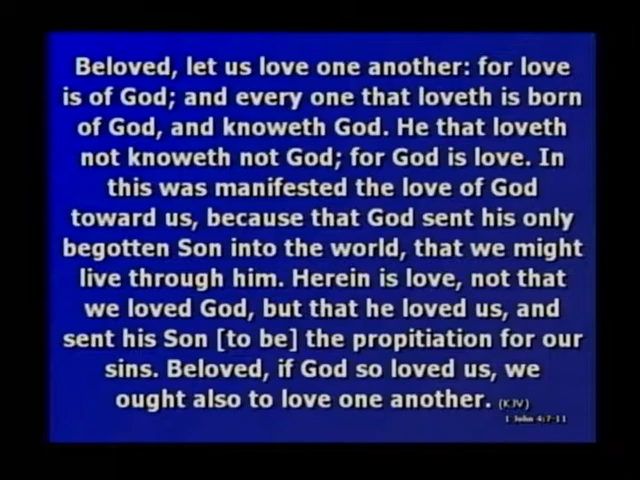 Beloved, let us love one another: for love
is of God; and every one that loveth is born
of God, and knoweth God. He that loveth
not knoweth not God; for God is love. In
this was manifested the love of God
toward us, because that God sent his only
begotten Son into the world, that we might
live through him. Herein is love, not that
we loved God, but that he loved us, and
sent his Son [to be] the propitiation for our
sins. Beloved, if God so loved us, we
ought also to love one another. (KJV)
1 John 4:7-11